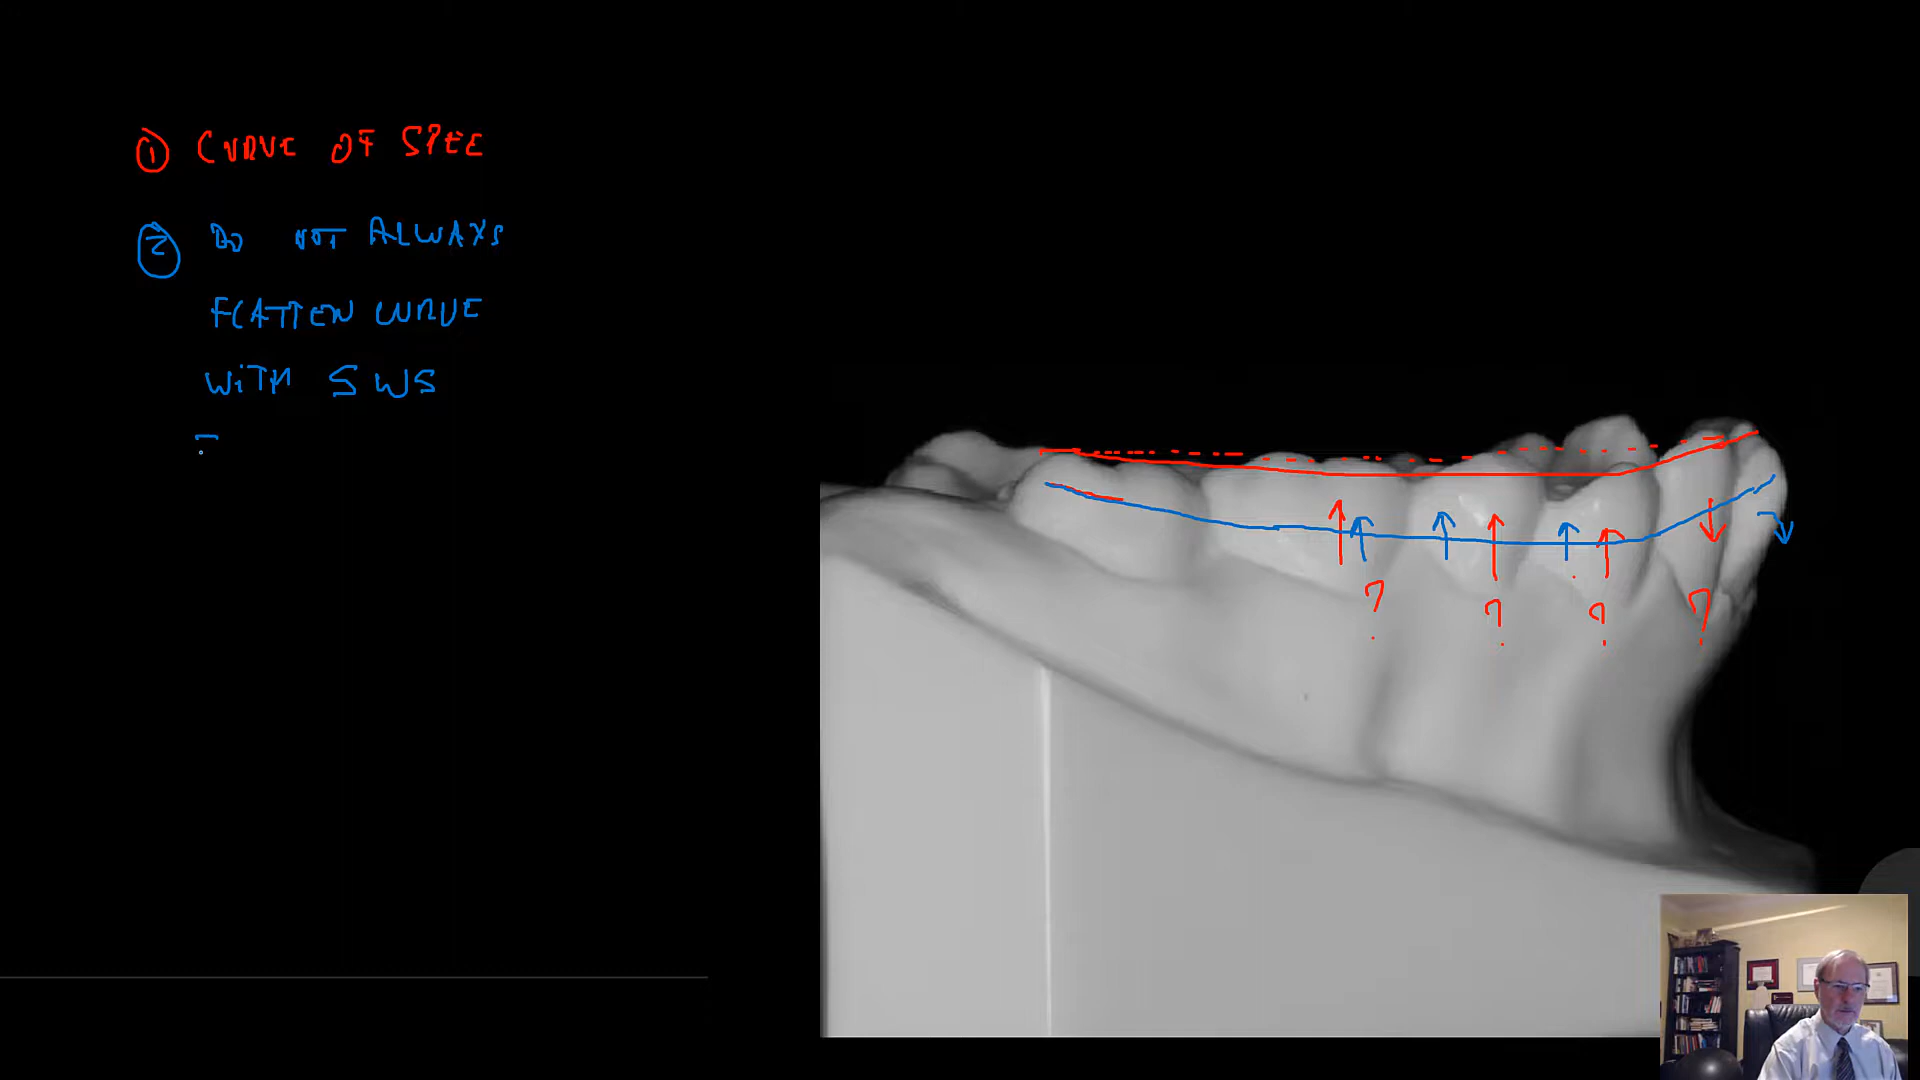 ① CURVE OF SPEE
② DO NOT ALWAYS
FLATTEN CURVE
WITH SWS
? ? ? ?